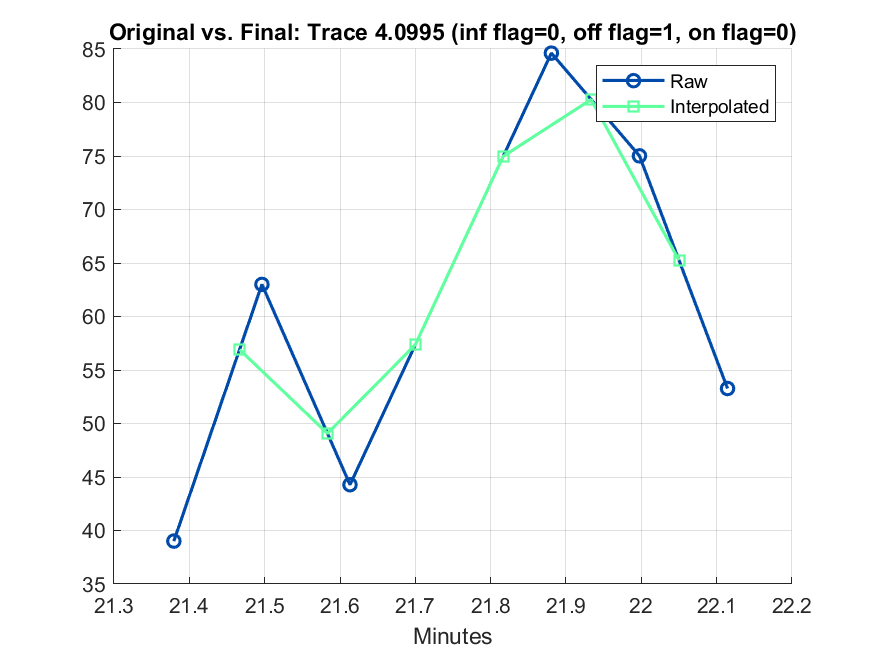 Original vs. Final: Trace 4.0995 (inf flag=0, off flag=1, on flag=0)
85
80
75
70
65
60
55
50
45
40
35
Raw
Interpolated
21.3 21.4 21.5 21.6 21.7 21.8 21.9 22 22.1 22.2
Minutes